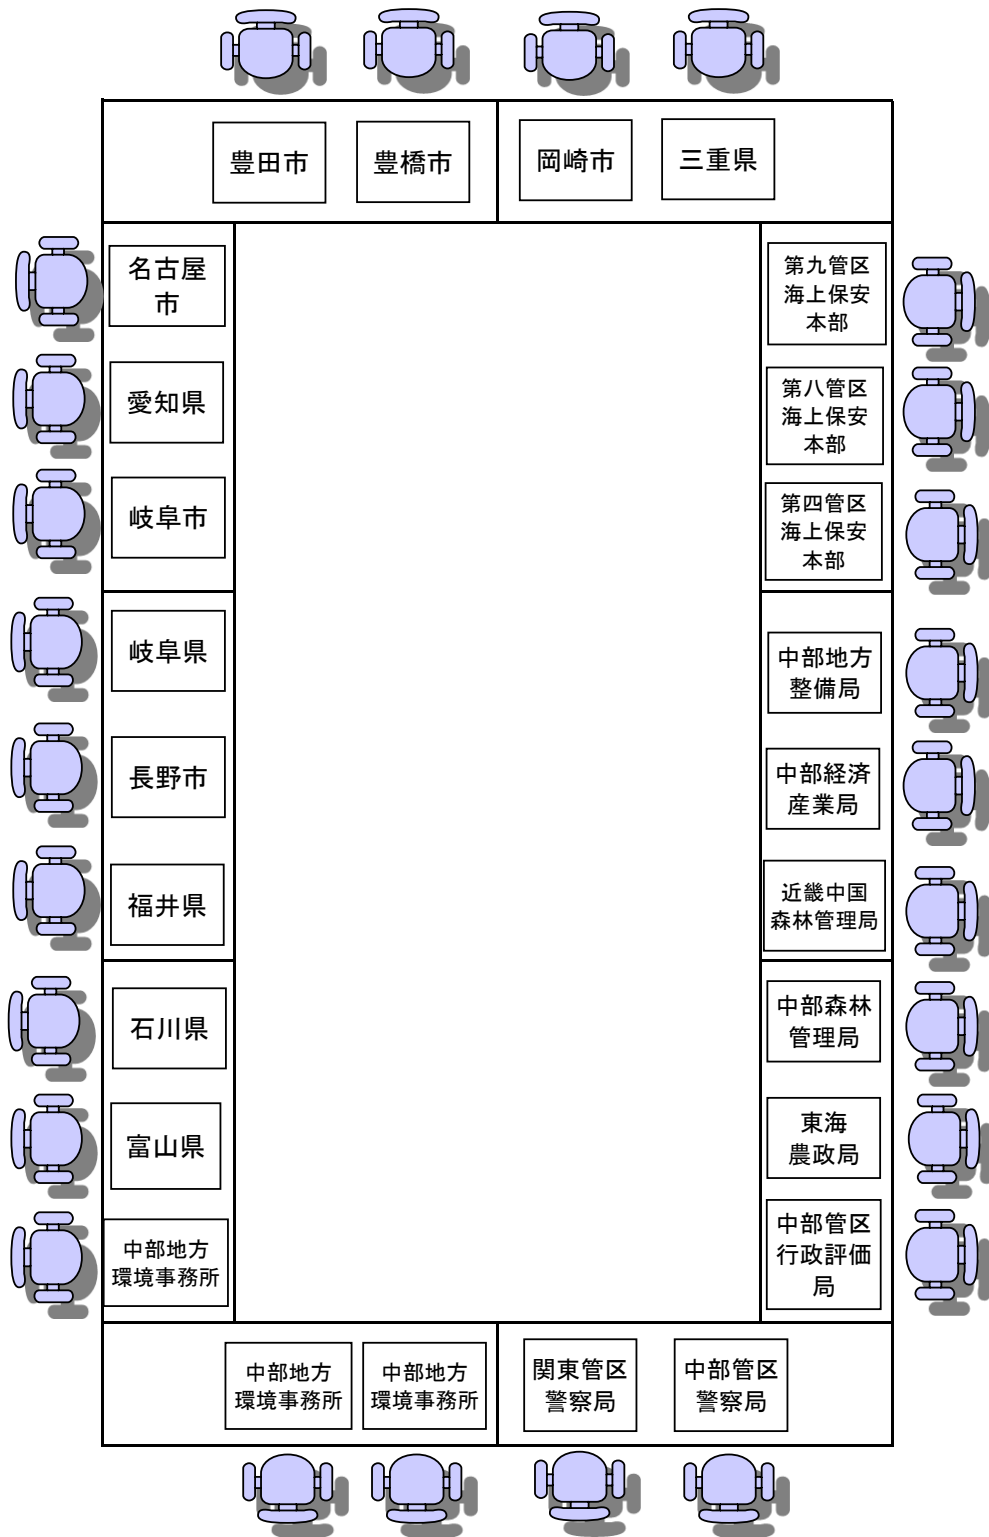 豊田市
豊橋市
岡崎市
三重県
名古屋
市
愛知県
岐阜市
岐阜県
長野市
福井県
石川県
富山県
中部地方
環境事務所
第九管区
海上保安
本部
第八管区
海上保安
本部
第四管区
海上保安
本部
中部地方
整備局
中部経済
産業局
近畿中国
森林管理局
中部森林
管理局
東海
農政局
中部管区
行政評価
局
中部地方
環境事務所
中部地方
環境事務所
関東管区
警察局
中部管区
警察局